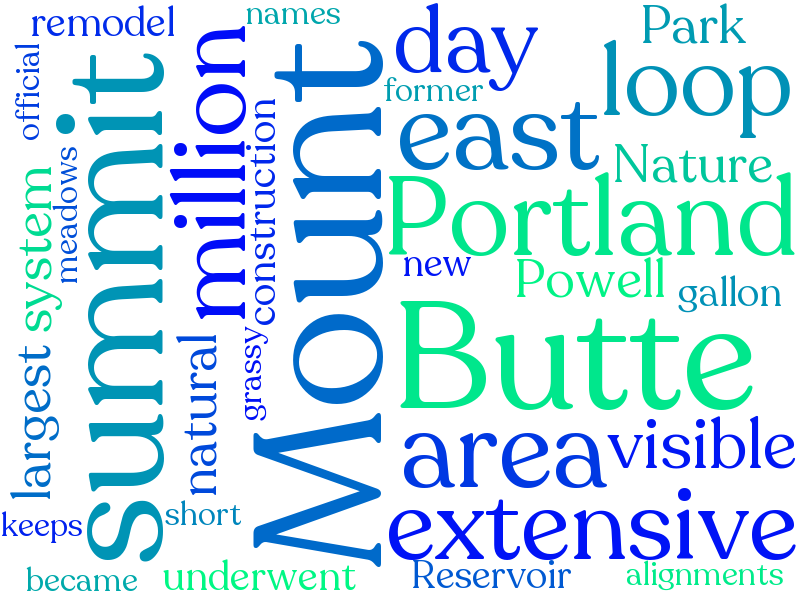 remodel
names
official
summit
million
Mount
day
former
Park
loop
east
meadows
system
construction
Nature
Portland
new
Powell
gallon
largest
natural
grassy
Butte
area
visible
keeps
short
extensive
became
underwent
Reservoir
alignments